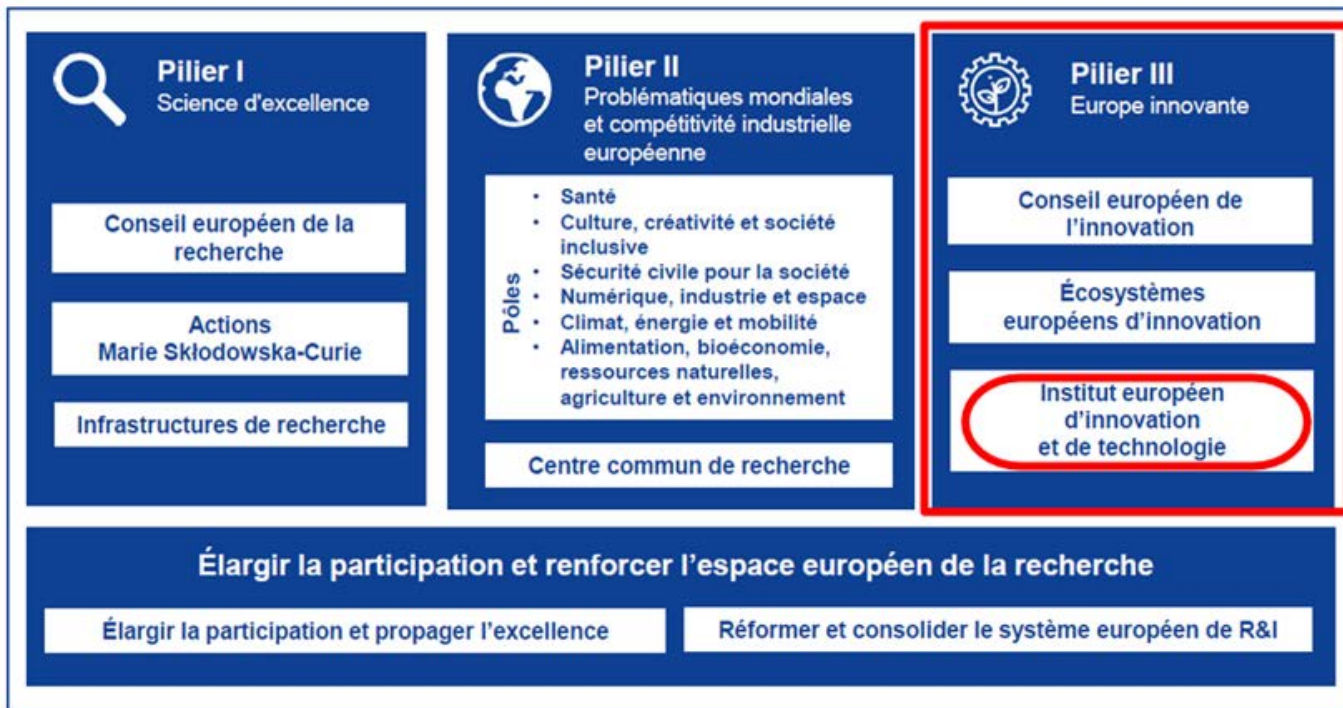 Pilier I
Science d'excellence
Conseil européen de la
recherche
Actions
Marie Skłodowska-Curie
Infrastructures de recherche
Pilier II
Problématiques mondiales
et compétitivité industrielle
européenne
Pôles
• Santé
• Culture, créativité et société
inclusive
• Sécurité civile pour la société
• Numérique, industrie et espace
• Climat, énergie et mobilité
• Alimentation, bioéconomie,
ressources naturelles,
agriculture et environnement
Centre commun de recherche
Pilier III
Europe innovante
Conseil européen de
l'innovation
Écosystèmes
européens d'innovation
Institut européen
d'innovation
et de technologie
Élargir la participation et renforcer l'espace européen de la recherche
Élargir la participation et propager l'excellence
Réformer et consolider le système européen de R&I